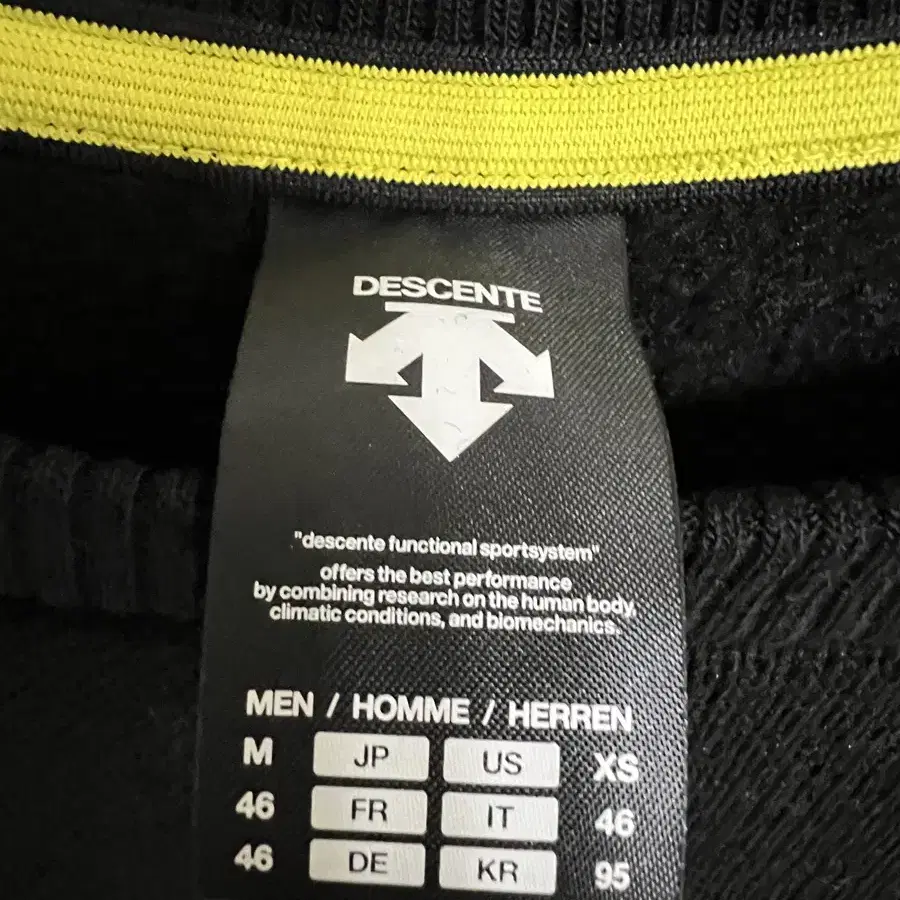 DESCENTE
"descente functional sportsystem"
offers the best performance
by combining research on the human body,
climatic conditions, and biomechanics.
MEN / HOMME / HERREN
M JP US XS
46 FR IT 46
46 DE KR 95